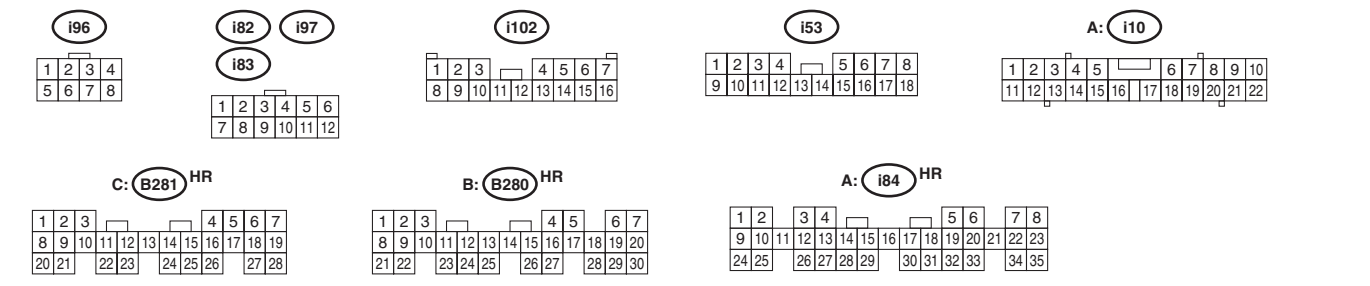 i96
1 2 3 4
5 6 7 8
i82 i97
i83
1 2 3 4 5 6
7 8 9 10 11 12
i102
1 2 3 4 5 6 7
8 9 10 11 12 13 14 15 16
i53
1 2 3 4 5 6 7 8
9 10 11 12 13 14 15 16 17 18
A: i10
1 2 3 4 5 6 7 8 9 10
11 12 13 14 15 16 17 18 19 20 21 22
C: B281 HR
1 2 3 4 5 6 7
8 9 10 11 12 13 14 15 16 17 18 19
20 21 22 23 24 25 26 27 28
B: B280 HR
1 2 3 4 5 6 7
8 9 10 11 12 13 14 15 16 17 18 19 20
21 22 23 24 25 26 27 28 29 30
A: i84 HR
1 2 3 4 5 6 7 8
9 10 11 12 13 14 15 16 17 18 19 20 21 22 23
24 25 26 27 28 29 30 31 32 33 34 35